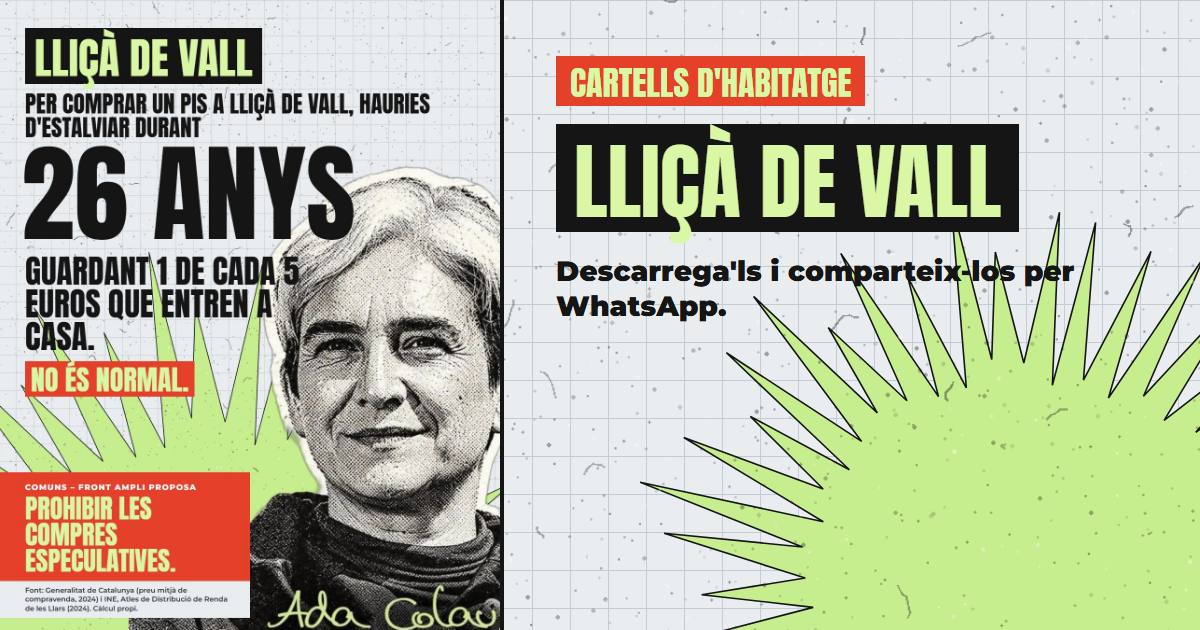 LLIÇÀ DE VALL
PER COMPRAR UN PIS A LLIÇÀ DE VALL, HAURIES
D'ESTALVIAR DURANT
26 ANYS
GUARDANT 1 DE CADA 5
EUROS QUE ENTREN A
CASA.
NO ÉS NORMAL.
COMUNS – FRONT AMPLI PROPOSA
PROHIBIR LES
COMPRES
ESPECULATIVES.
Font: Generalitat de Catalunya (preu mitjà de
compravenda, 2024) i INE, Atles de Distribució de Renda
de les Llars (2024). Càlcul propi.
Ada Colau
CARTELLS D'HABITATGE
LLIÇÀ DE VALL
Descarrega'ls i comparteix-los per
WhatsApp.